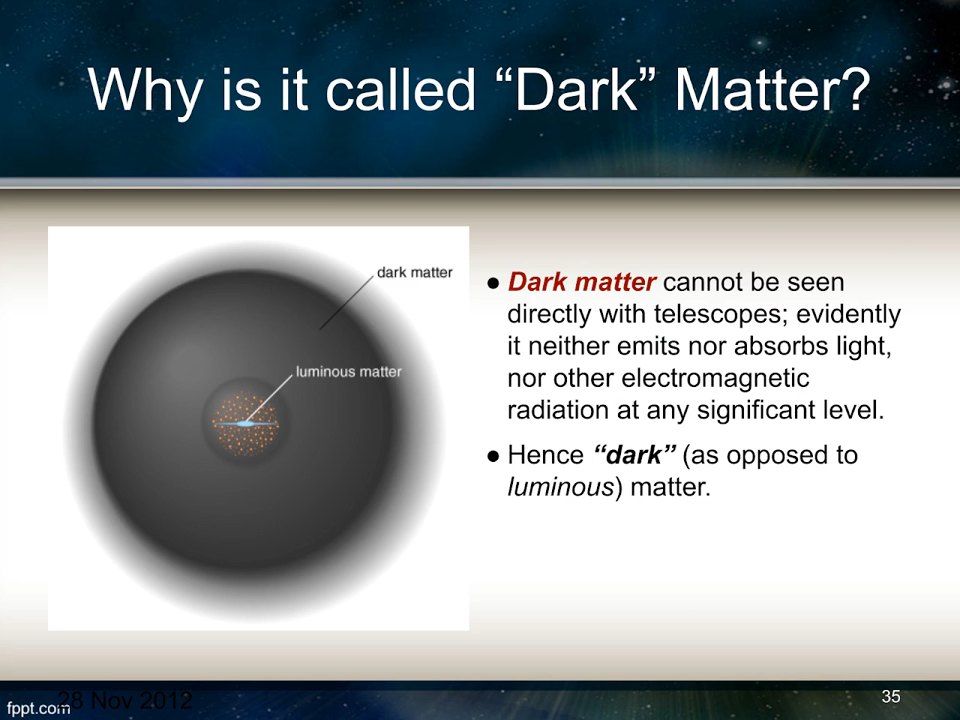 Why is it called “Dark” Matter?
dark matter
luminous matter
● Dark matter cannot be seen
directly with telescopes; evidently
it neither emits nor absorbs light,
nor other electromagnetic
radiation at any significant level.
● Hence “dark” (as opposed to
luminous) matter.
28 Nov 2012
fppt.com
35